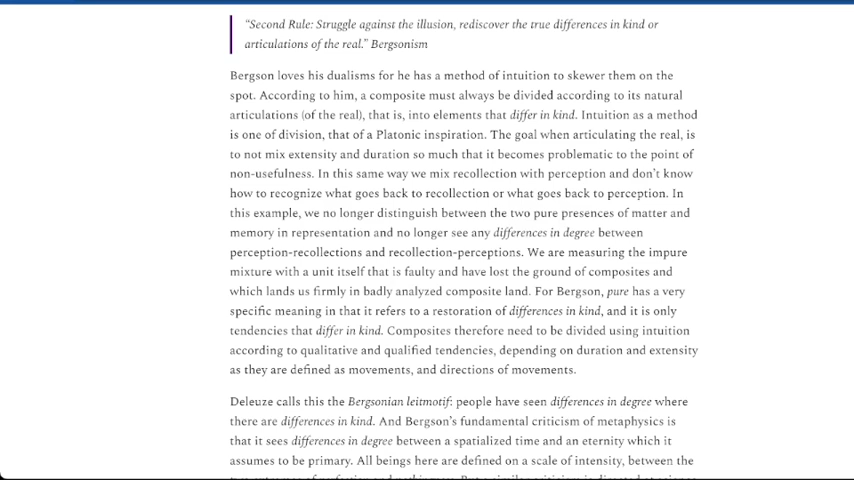 "Second Rule: Struggle against the illusion, rediscover the true differences in kind or
articulations of the real." Bergsonism
Bergson loves his dualisms for he has a method of intuition to skewer them on the
spot. According to him, a composite must always be divided according to its natural
articulations (of the real), that is, into elements that differ in kind. Intuition as a method
is one of division, that of a Platonic inspiration. The goal when articulating the real, is
to not mix extensity and duration so much that it becomes problematic to the point of
non-usefulness. In this same way we mix recollection with perception and don't know
how to recognize what goes back to recollection or what goes back to perception. In
this example, we no longer distinguish between the two pure presences of matter and
memory in representation and no longer see any differences in degree between
perception-recollections and recollection-perceptions. We are measuring the impure
mixture with a unit itself that is faulty and have lost the ground of composites and
which lands us firmly in badly analyzed composite land. For Bergson, pure has a very
specific meaning in that it refers to a restoration of differences in kind, and it is only
tendencies that differ in kind. Composites therefore need to be divided using intuition
according to qualitative and qualified tendencies, depending on duration and extensity
as they are defined as movements, and directions of movements.
Deleuze calls this the Bergsonian leitmotif: people have seen differences in degree where
there are differences in kind. And Bergson's fundamental criticism of metaphysics is
that it sees differences in degree between a spatialized time and an eternity which it
assumes to be primary. All beings here are defined on a scale of intensity, between the